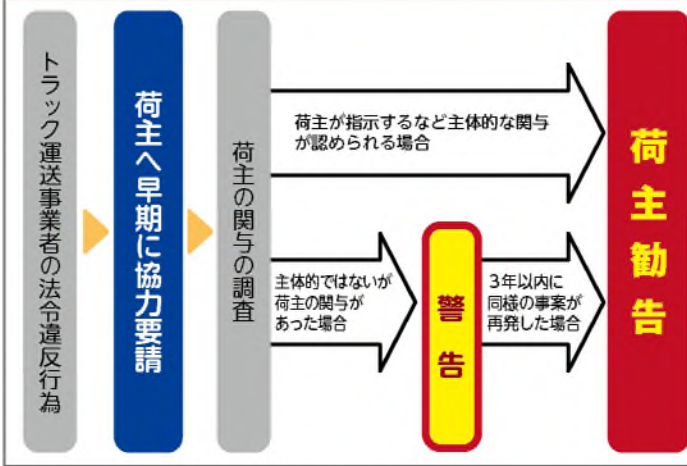 トラック運送事業者の法令違反行為
荷主へ早期に協力要請
荷主の関与の調査
荷主が指示するなど主体的な関与
が認められる場合
主体的ではないが
荷主の関与が
あった場合
警告
3年以内に
同様の事案が
再発した場合
荷主勧告